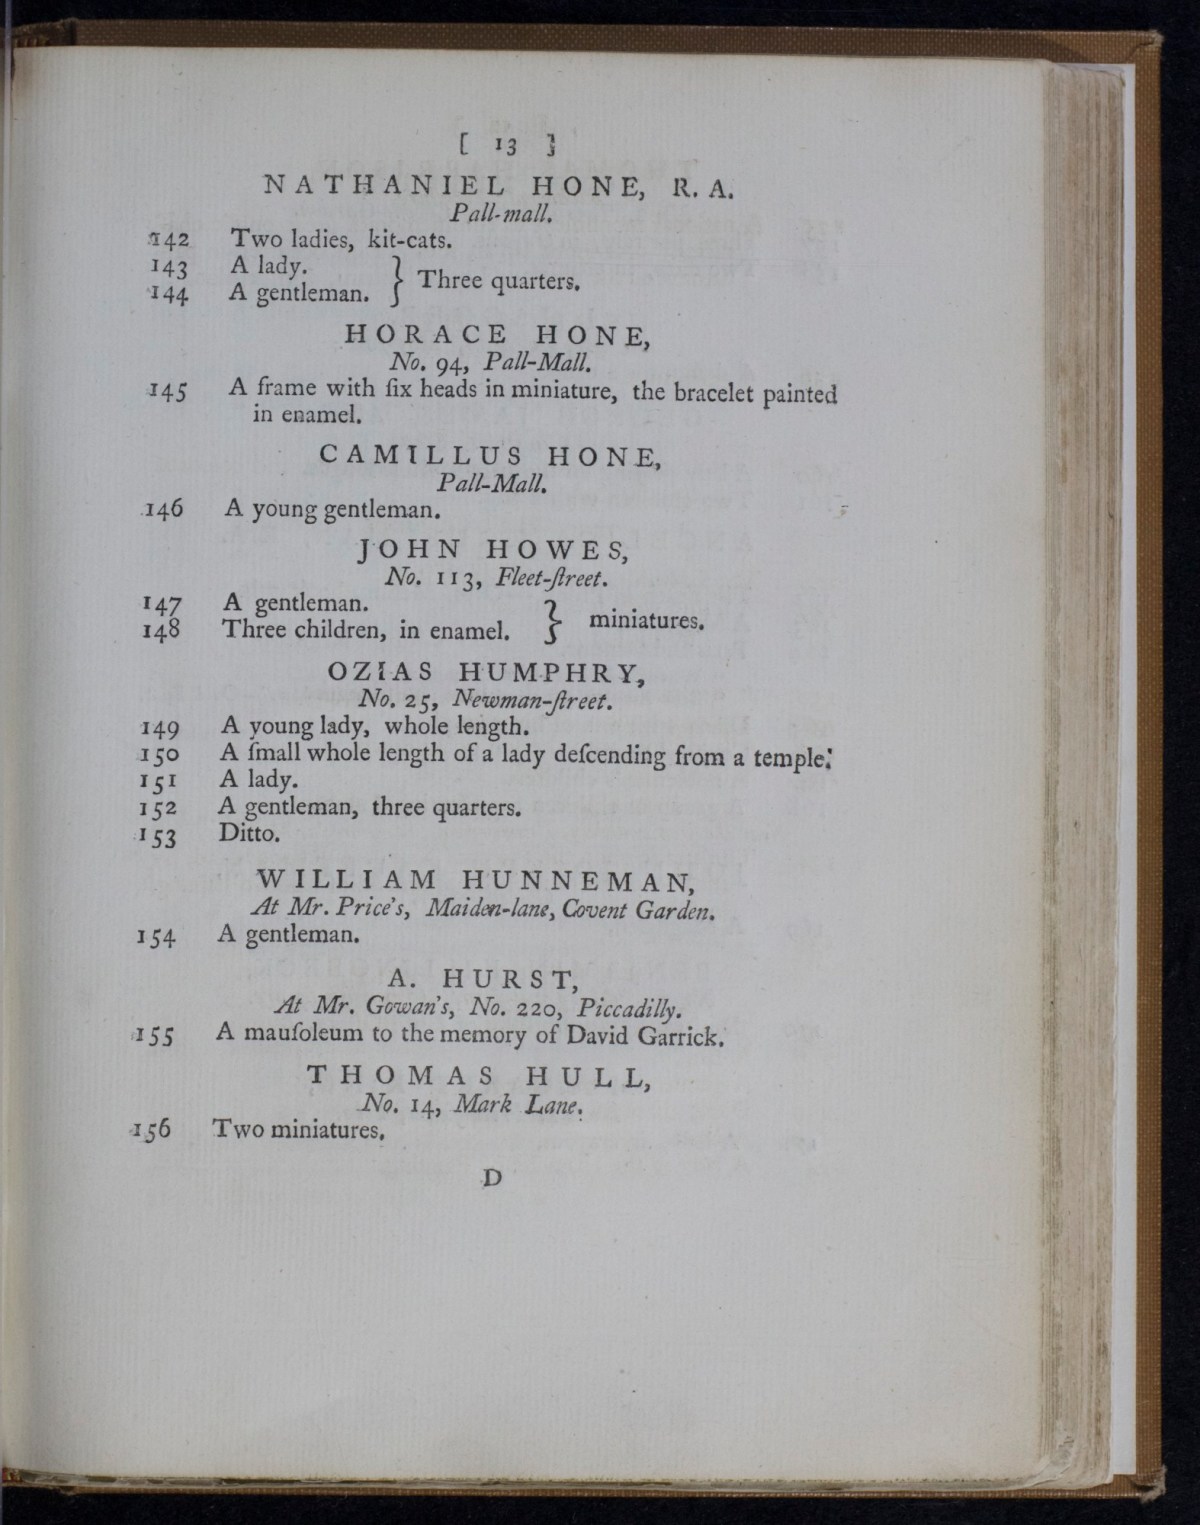 [ 13 ]
NATHANIEL HONE, R. A.
Pall-mall.
142 Two ladies, kit-cats.
143 A lady.
144 A gentleman. } Three quarters.
HORACE HONE,
No. 94, Pall-Mall.
145 A frame with ſix heads in miniature, the bracelet painted
in enamel.
CAMILLUS HONE,
Pall-Mall.
146 A young gentleman.
JOHN HOWES,
No. 113, Fleet-ſtreet.
147 A gentleman.
148 Three children, in enamel. } miniatures.
OZIAS HUMPHRY,
No. 25, Newman-ſtreet.
149 A young lady, whole length.
150 A ſmall whole length of a lady deſcending from a temple.
151 A lady.
152 A gentleman, three quarters.
153 Ditto.
WILLIAM HUNNEMAN,
At Mr. Price's, Maiden-lane, Covent Garden.
154 A gentleman.
A. HURST,
At Mr. Gowan's, No. 220, Piccadilly.
155 A mauſoleum to the memory of David Garrick.
THOMAS HULL,
No. 14, Mark Lane.
156 Two miniatures.
D